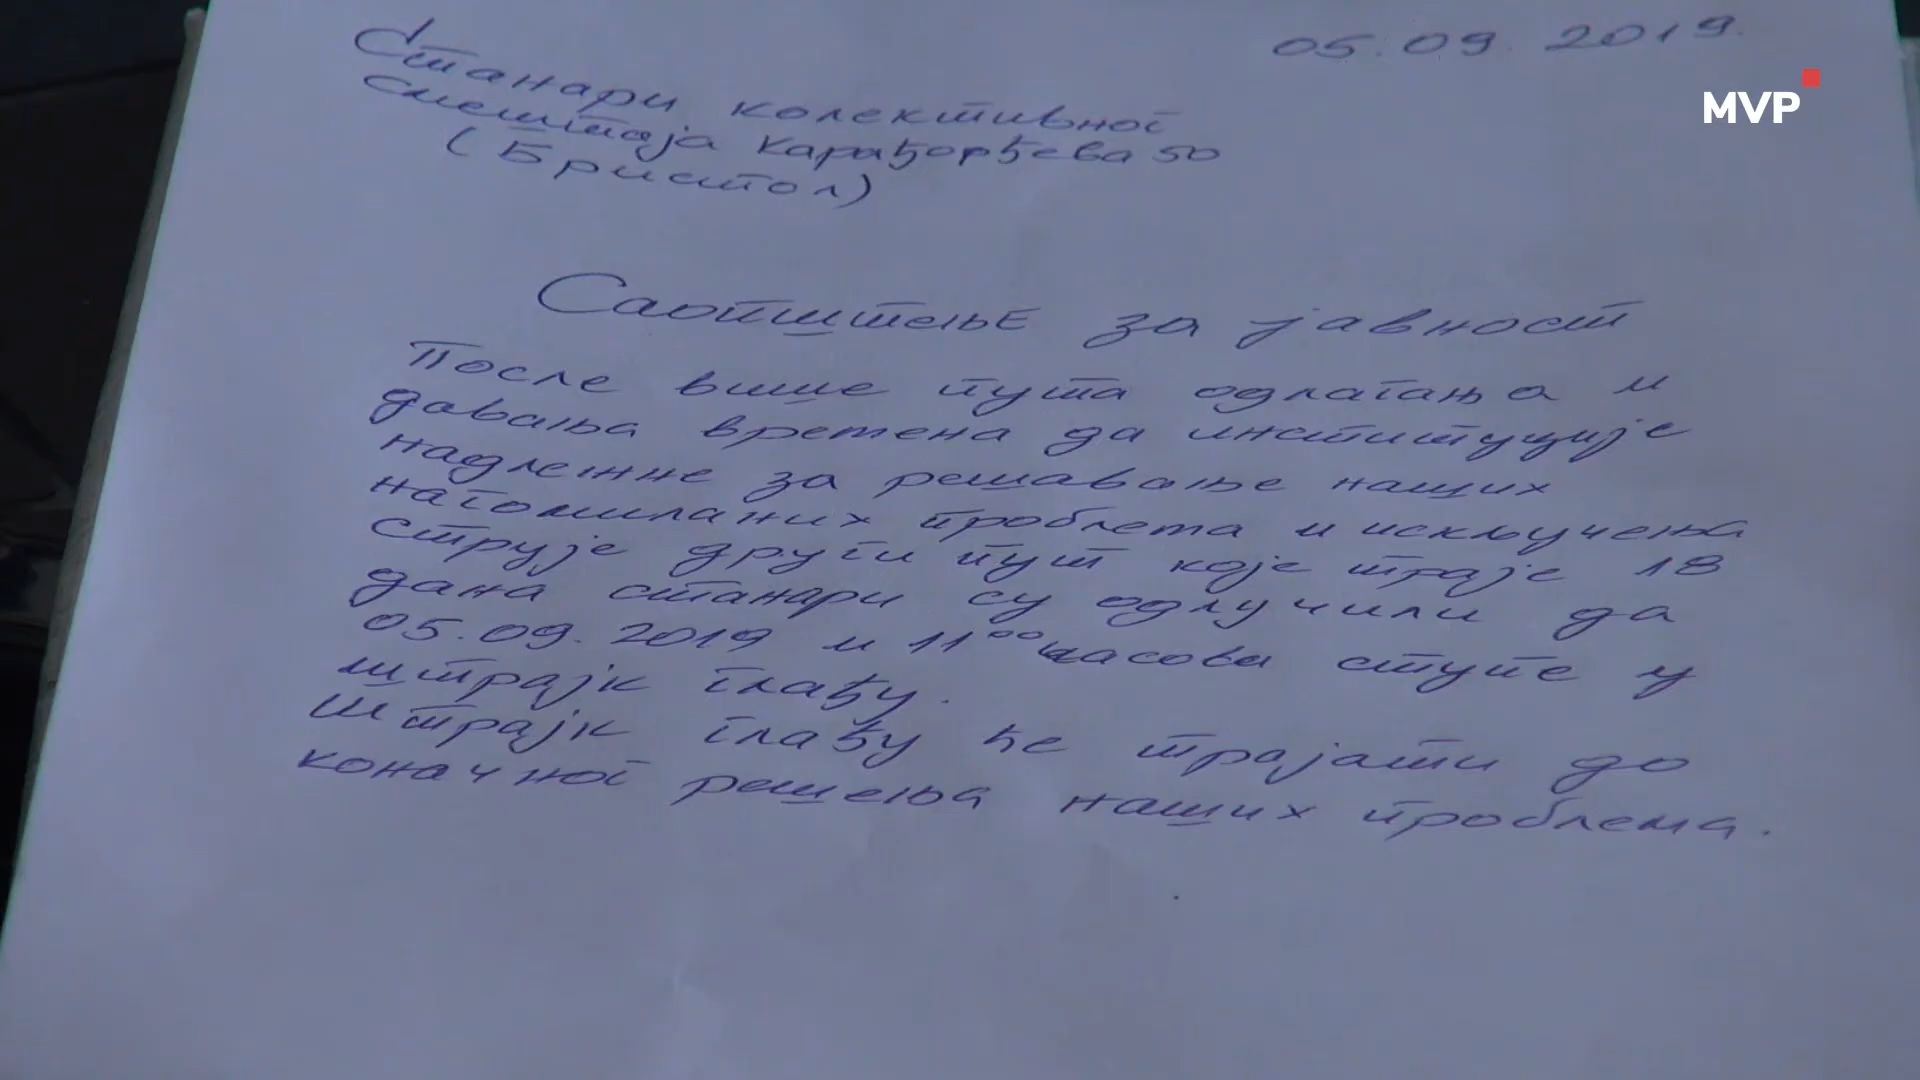 05.09.2019.
MVP
Станари колективног
смештаја Карађорђева 50
(Бристол)
Саопштење за јавност
После више пута одлагања и
давања времена да институције
надлежне за решавање наших
нагомиланих проблема и искључења
струје други пут које траје 18
дана станари су одлучили да
05.09.2019 и 11⁰⁰ часова ступе у
штрајк глађу.
Штрајк глађу ће трајати до
коначног решења наших проблема.